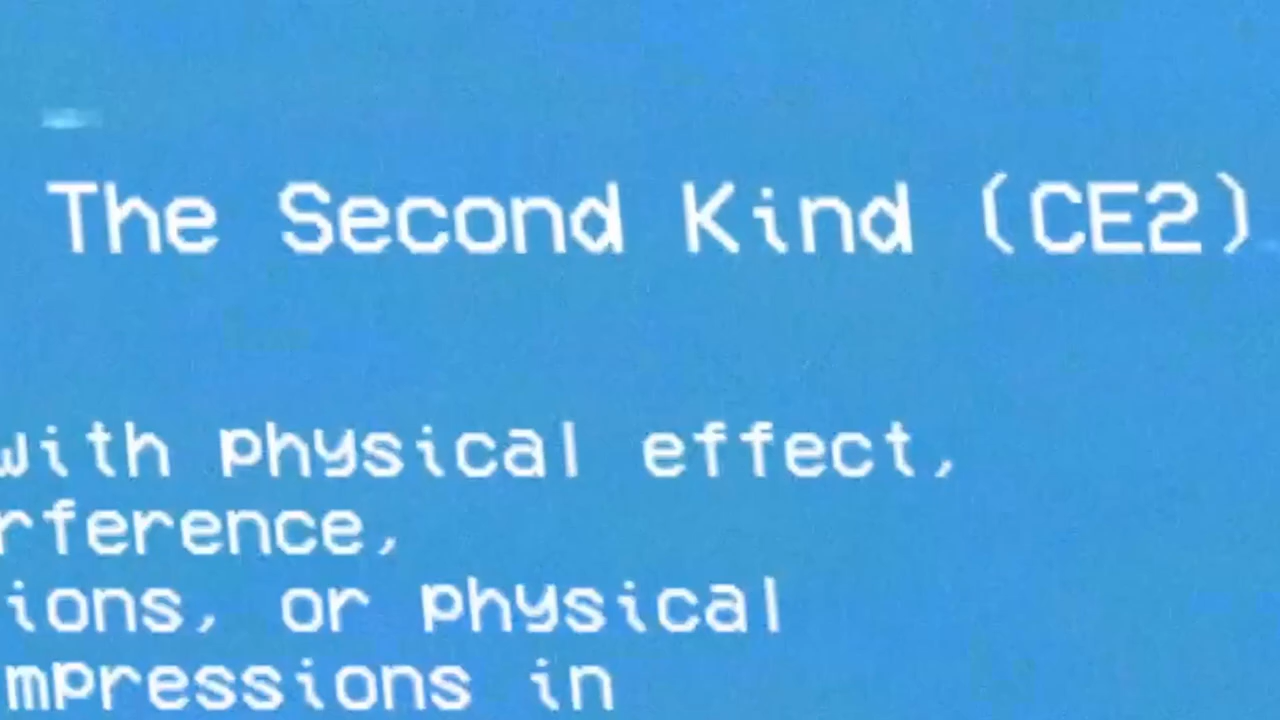 The Second Kind (CE2)
with physical effect,
rference,
ions, or physical
mpressions in